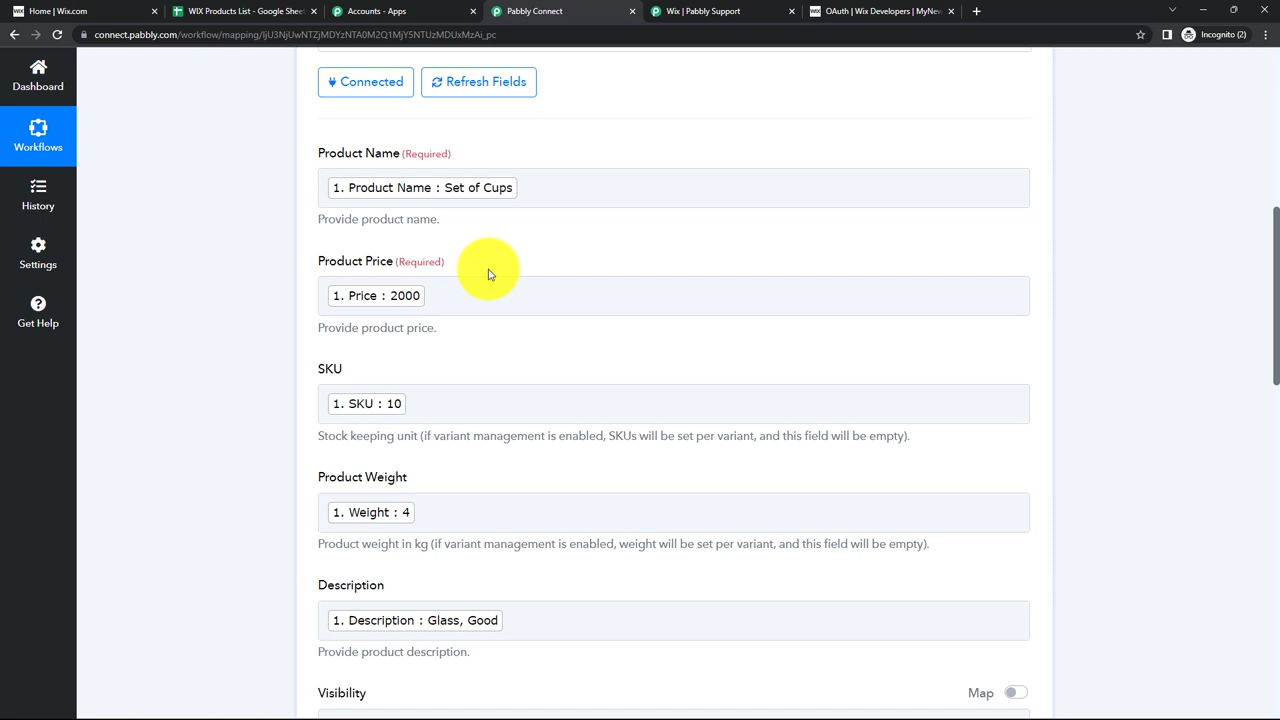 Home | Wix.com
WIX Products List - Google Sheet
Accounts - Apps
Pabbly Connect
Wix | Pabbly Support
OAuth | Wix Developers | MyNew
connect.pabbly.com/workflow/mapping/IjU3NjUwNTZjMDYzNTA0M2Q1MjY5NTUzMDUxMzAi_pc
Incognito (2)
Dashboard
Workflows
History
Settings
Get Help
Connected
Refresh Fields
Product Name (Required)
1. Product Name : Set of Cups
Provide product name.
Product Price (Required)
1. Price : 2000
Provide product price.
SKU
1. SKU : 10
Stock keeping unit (if variant management is enabled, SKUs will be set per variant, and this field will be empty).
Product Weight
1. Weight : 4
Product weight in kg (if variant management is enabled, weight will be set per variant, and this field will be empty).
Description
1. Description : Glass, Good
Provide product description.
Visibility
Map